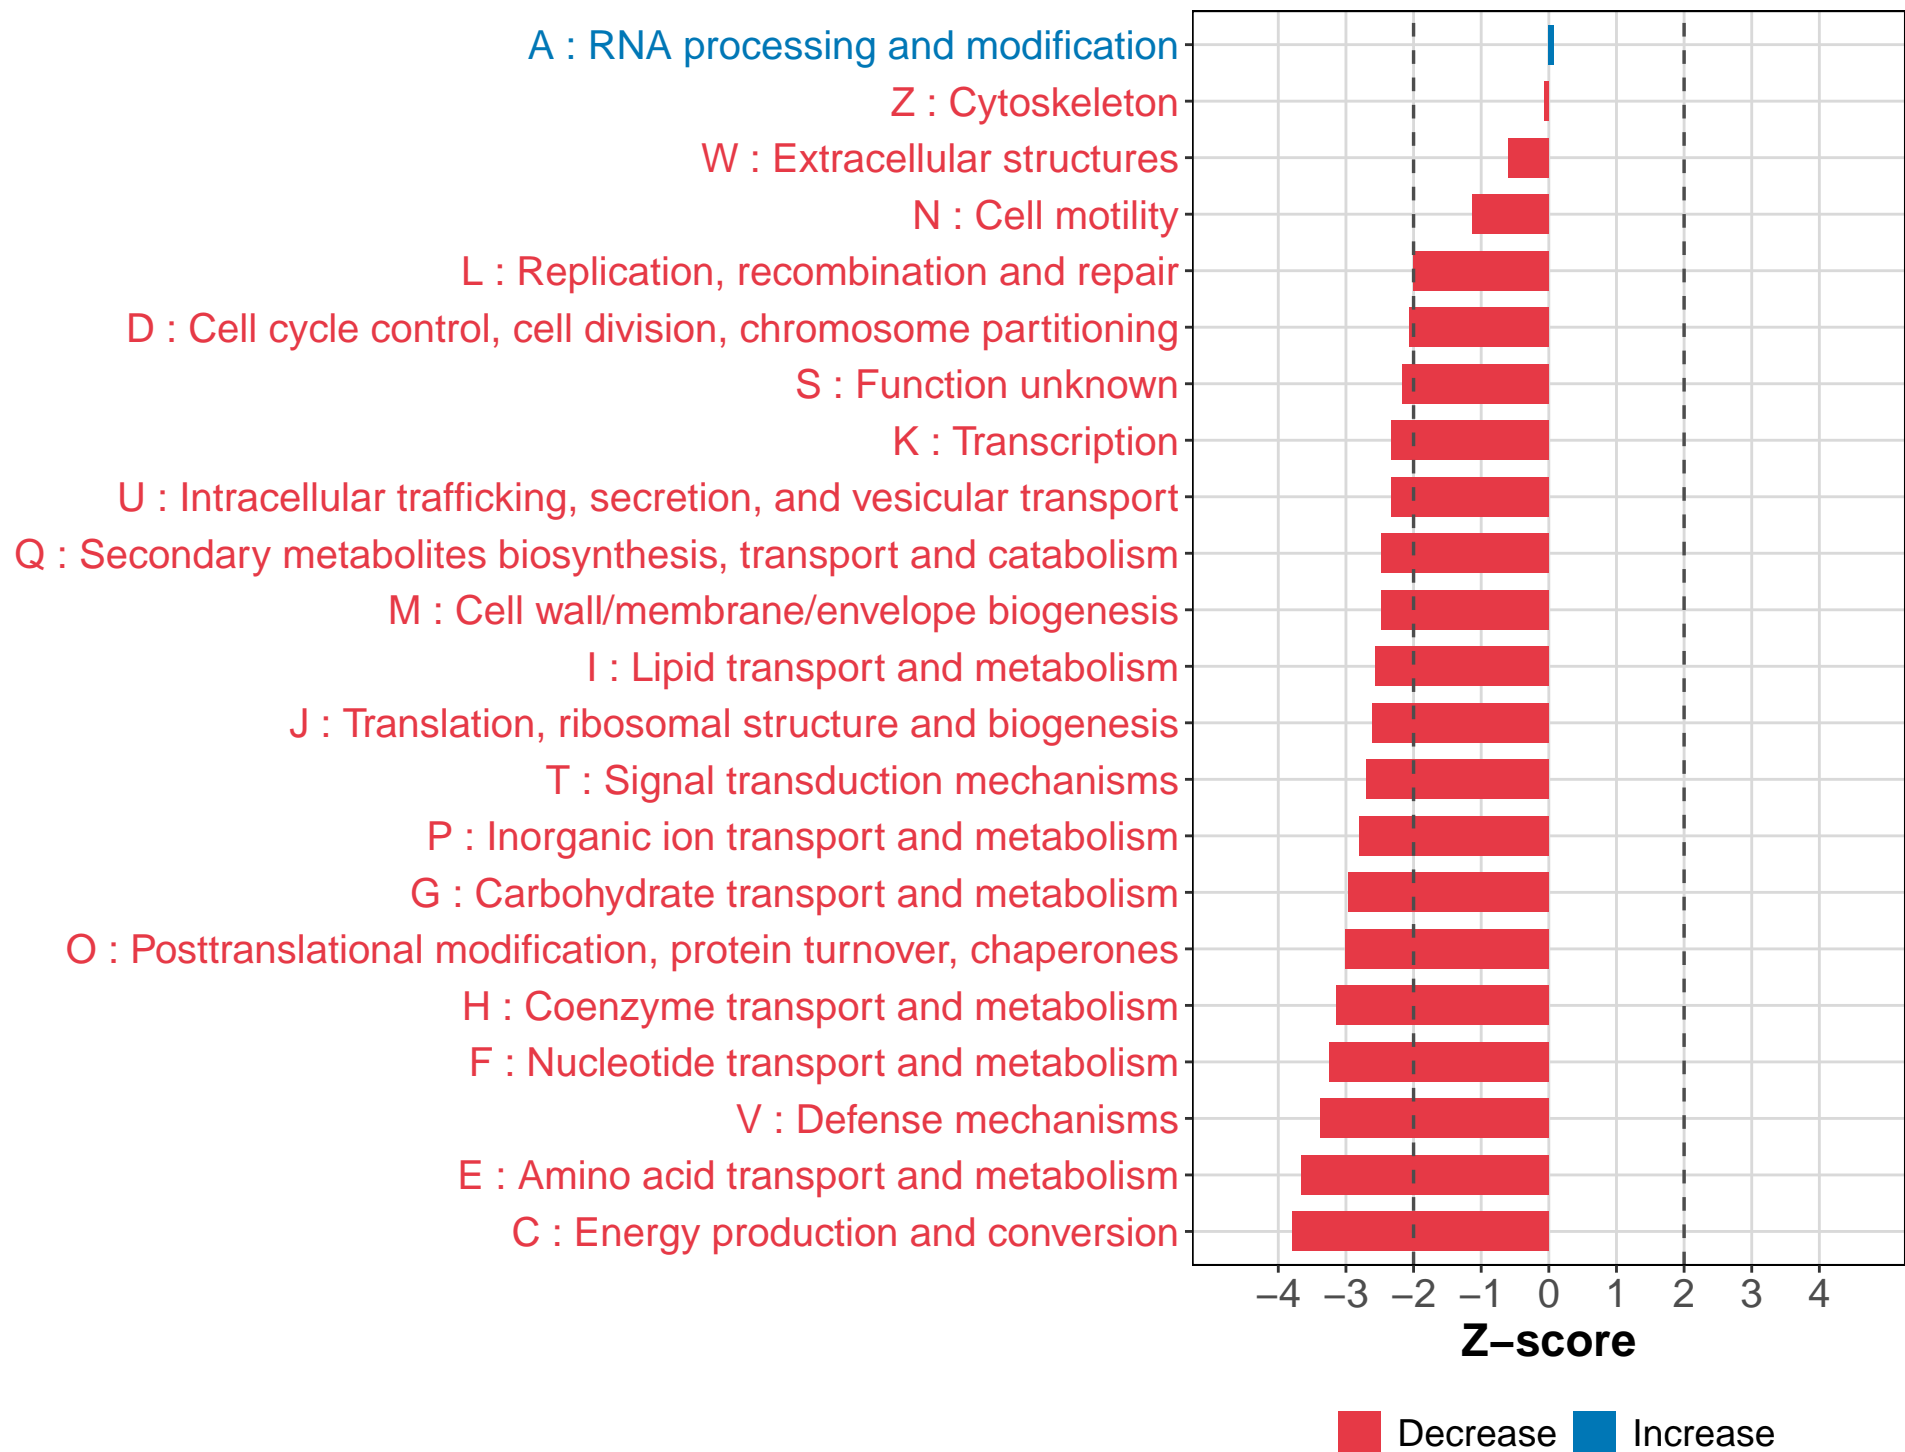 A : RNA processing and modification
Z : Cytoskeleton
W : Extracellular structures
N : Cell motility
L : Replication, recombination and repair
D : Cell cycle control, cell division, chromosome partitioning
S : Function unknown
K : Transcription
U : Intracellular trafficking, secretion, and vesicular transport
Q : Secondary metabolites biosynthesis, transport and catabolism
M : Cell wall/membrane/envelope biogenesis
I : Lipid transport and metabolism
J : Translation, ribosomal structure and biogenesis
T : Signal transduction mechanisms
P : Inorganic ion transport and metabolism
G : Carbohydrate transport and metabolism
O : Posttranslational modification, protein turnover, chaperones
H : Coenzyme transport and metabolism
F : Nucleotide transport and metabolism
V : Defense mechanisms
E : Amino acid transport and metabolism
C : Energy production and conversion
−4 −3 −2 −1 0 1 2 3 4
Z−score
Decrease Increase